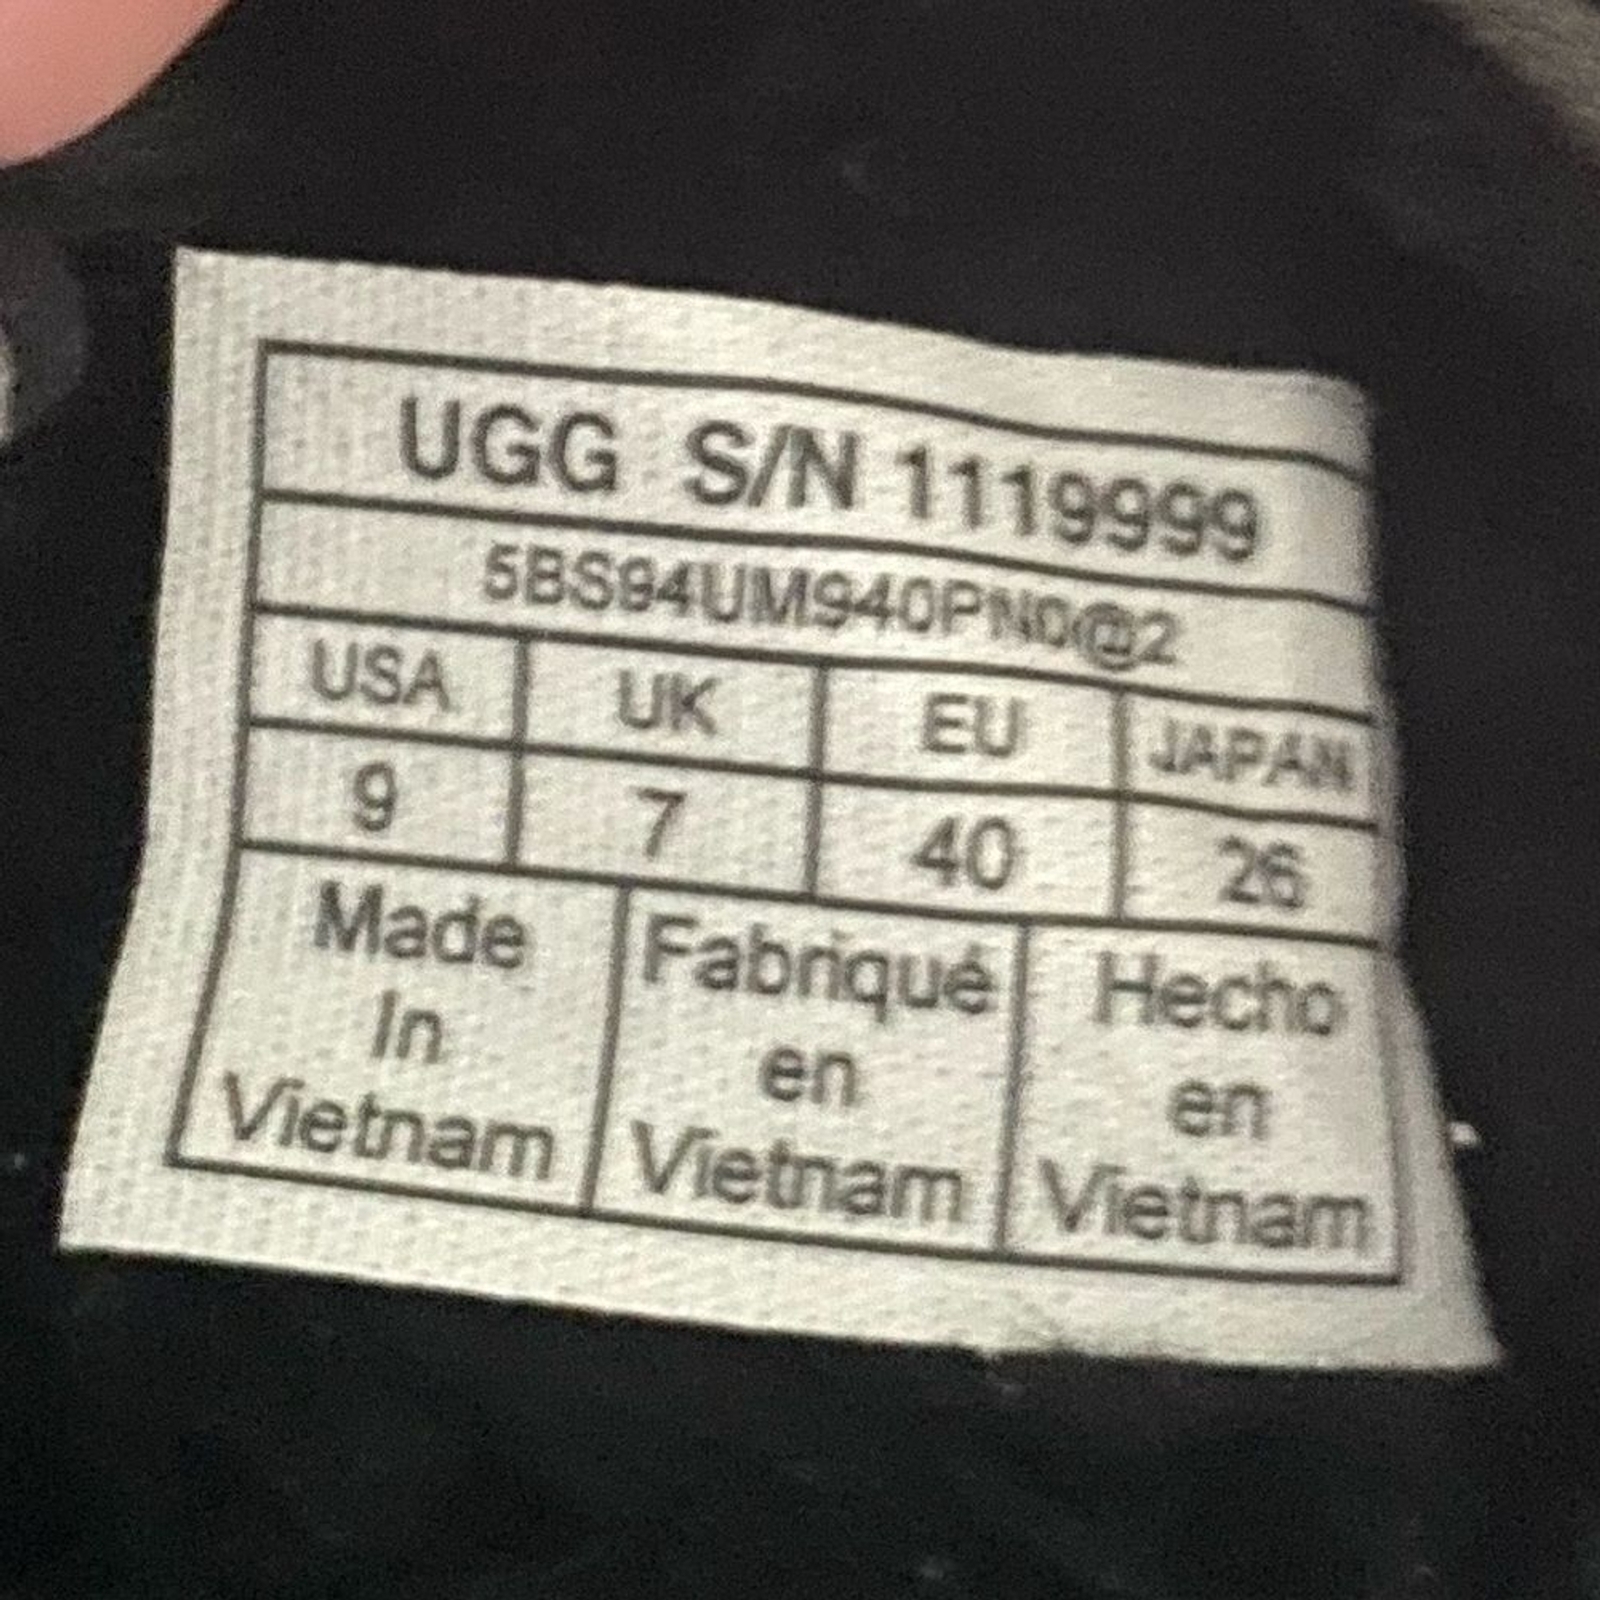 UGG S/N 1119999
5BS94UM940PN0@2
USA UK EU JAPAN
9 7 40 26
Made
In
Vietnam
Fabriqué
en
Vietnam
Hecho
en
Vietnam